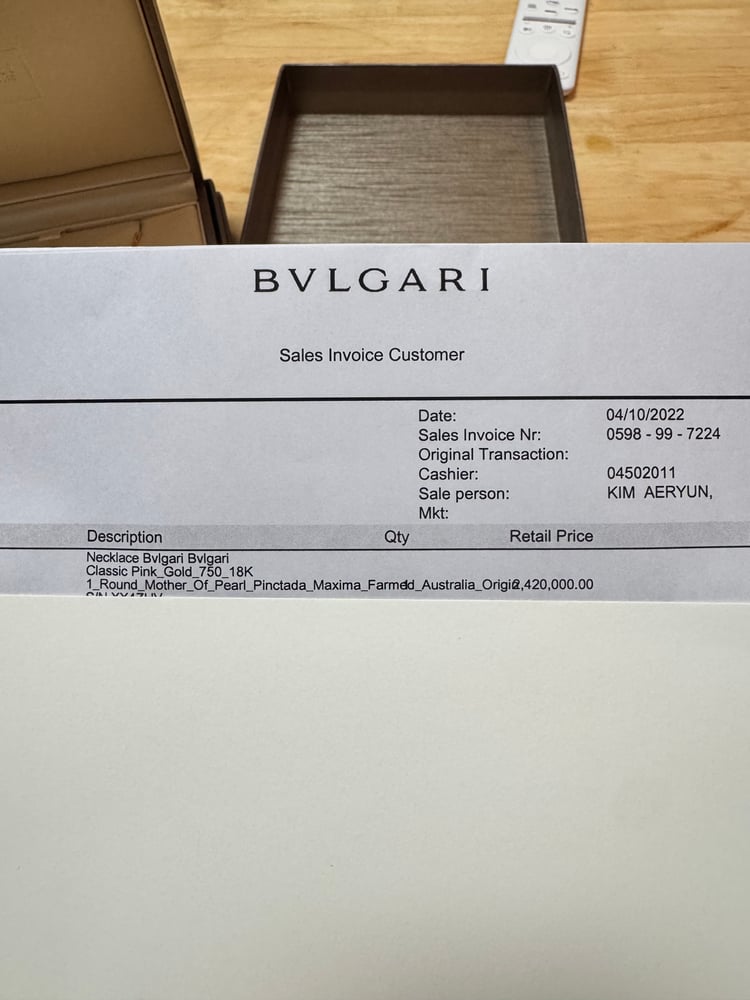 BVLGARI
Sales Invoice Customer
Date: 04/10/2022
Sales Invoice Nr: 0598 - 99 - 7224
Original Transaction:
Cashier: 04502011
Sale person: KIM AERYUN,
Mkt:
Description Qty Retail Price
Necklace Bvlgari Bvlgari
Classic Pink_Gold_750_18K
1_Round_Mother_Of_Pearl_Pinctada_Maxima_Farmed_Australia_Origin 2,420,000.00